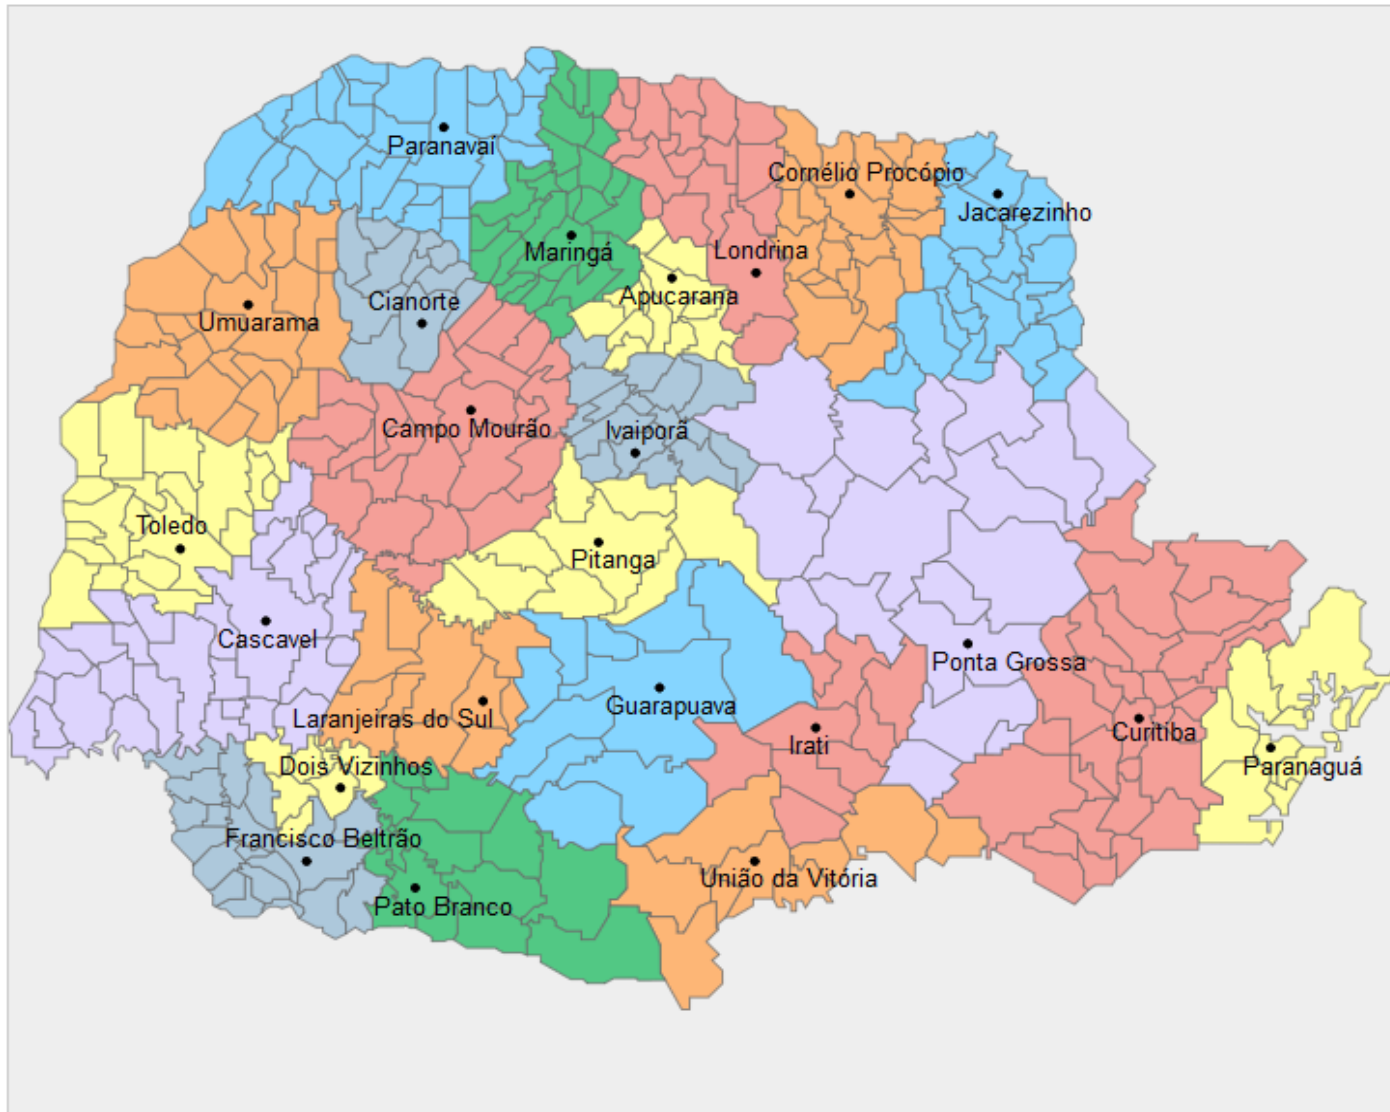 Paranavaí
Cornélio Procópio
Jacarezinho
Maringá
Londrina
Apucarana
Cianorte
Umuarama
Campo Mourão
Ivaiporã
Toledo
Pitanga
Cascavel
Ponta Grossa
Guarapuava
Laranjeiras do Sul
Irati
Curitiba
Paranaguá
Dois Vizinhos
Francisco Beltrão
União da Vitória
Pato Branco